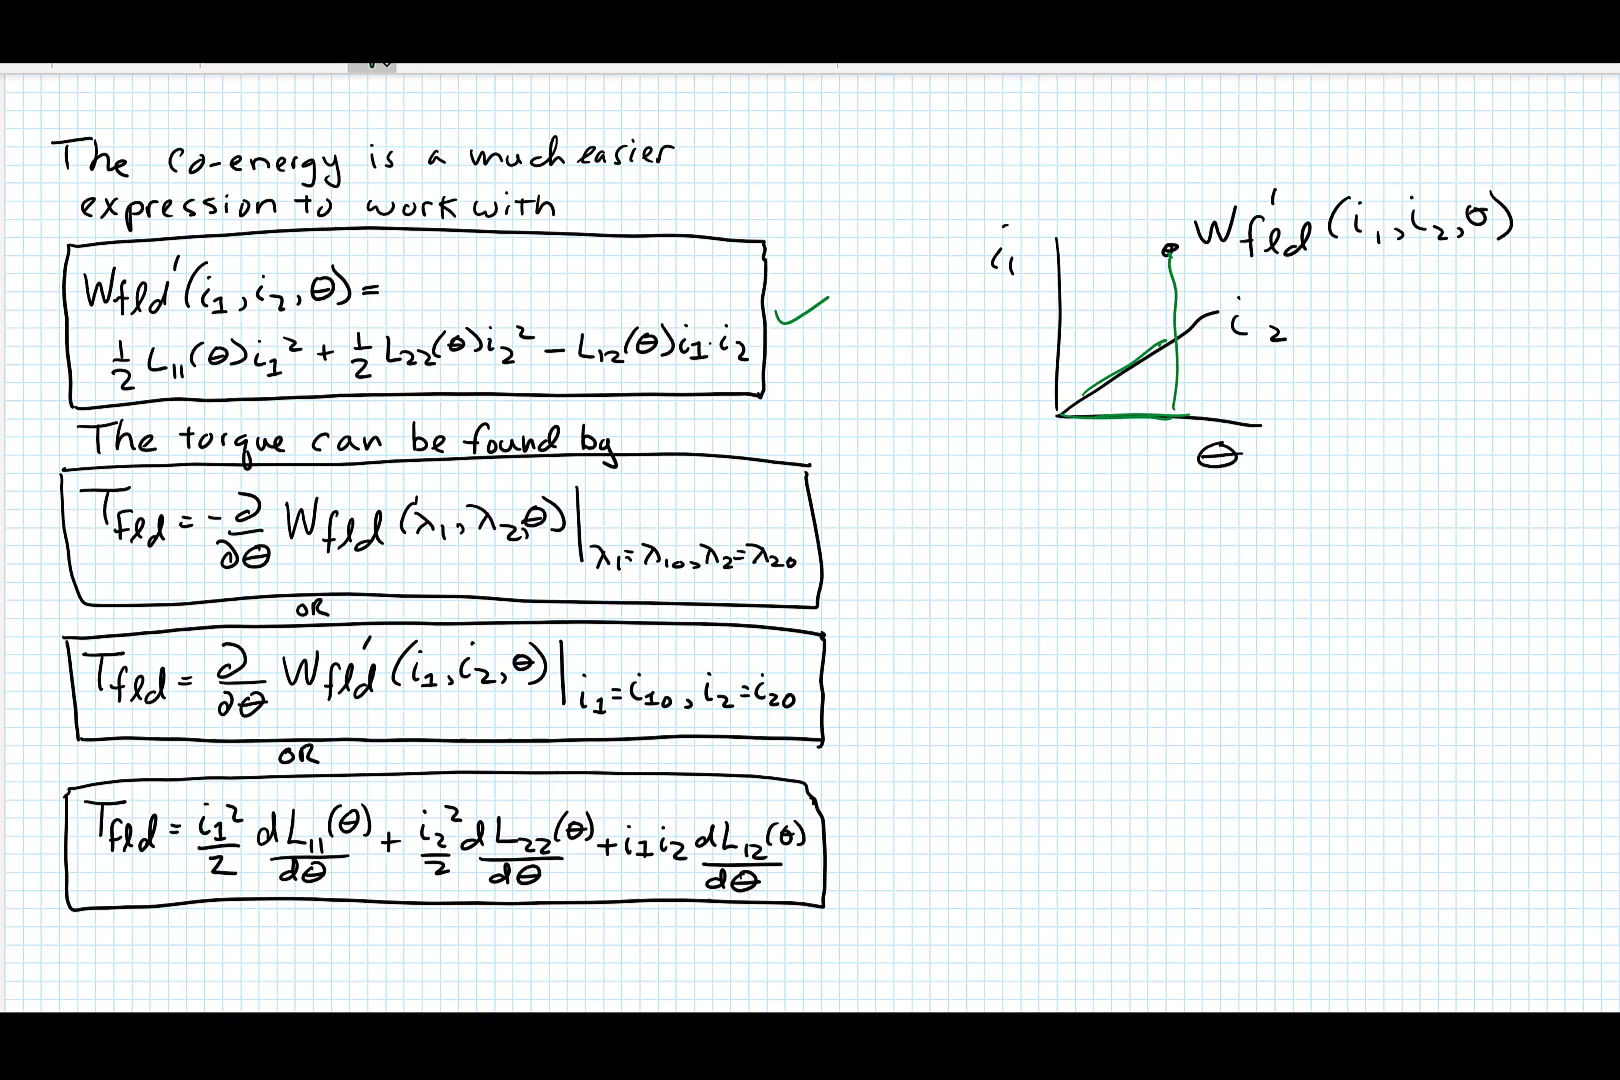 The co-energy is a much easier
expression to work with
Wfld'(i₁, i₂, θ) =
½ L₁₁(θ)i₁² + ½ L₂₂(θ)i₂² − L₁₂(θ)i₁·i₂
The torque can be found by
Tfld = -∂/∂θ Wfld (λ₁, λ₂, θ)|λ₁=λ₁₀, λ₂=λ₂₀
OR
Tfld = ∂/∂θ Wfld' (i₁, i₂, θ)|i₁=i₁₀, i₂=i₂₀
OR
Tfld = i₁²/2 dL₁₁(θ)/dθ + i₂²/2 dL₂₂(θ)/dθ + i₁i₂ dL₁₂(θ)/dθ
Wfld'(i₁, i₂, θ)
i₁
i₂
θ